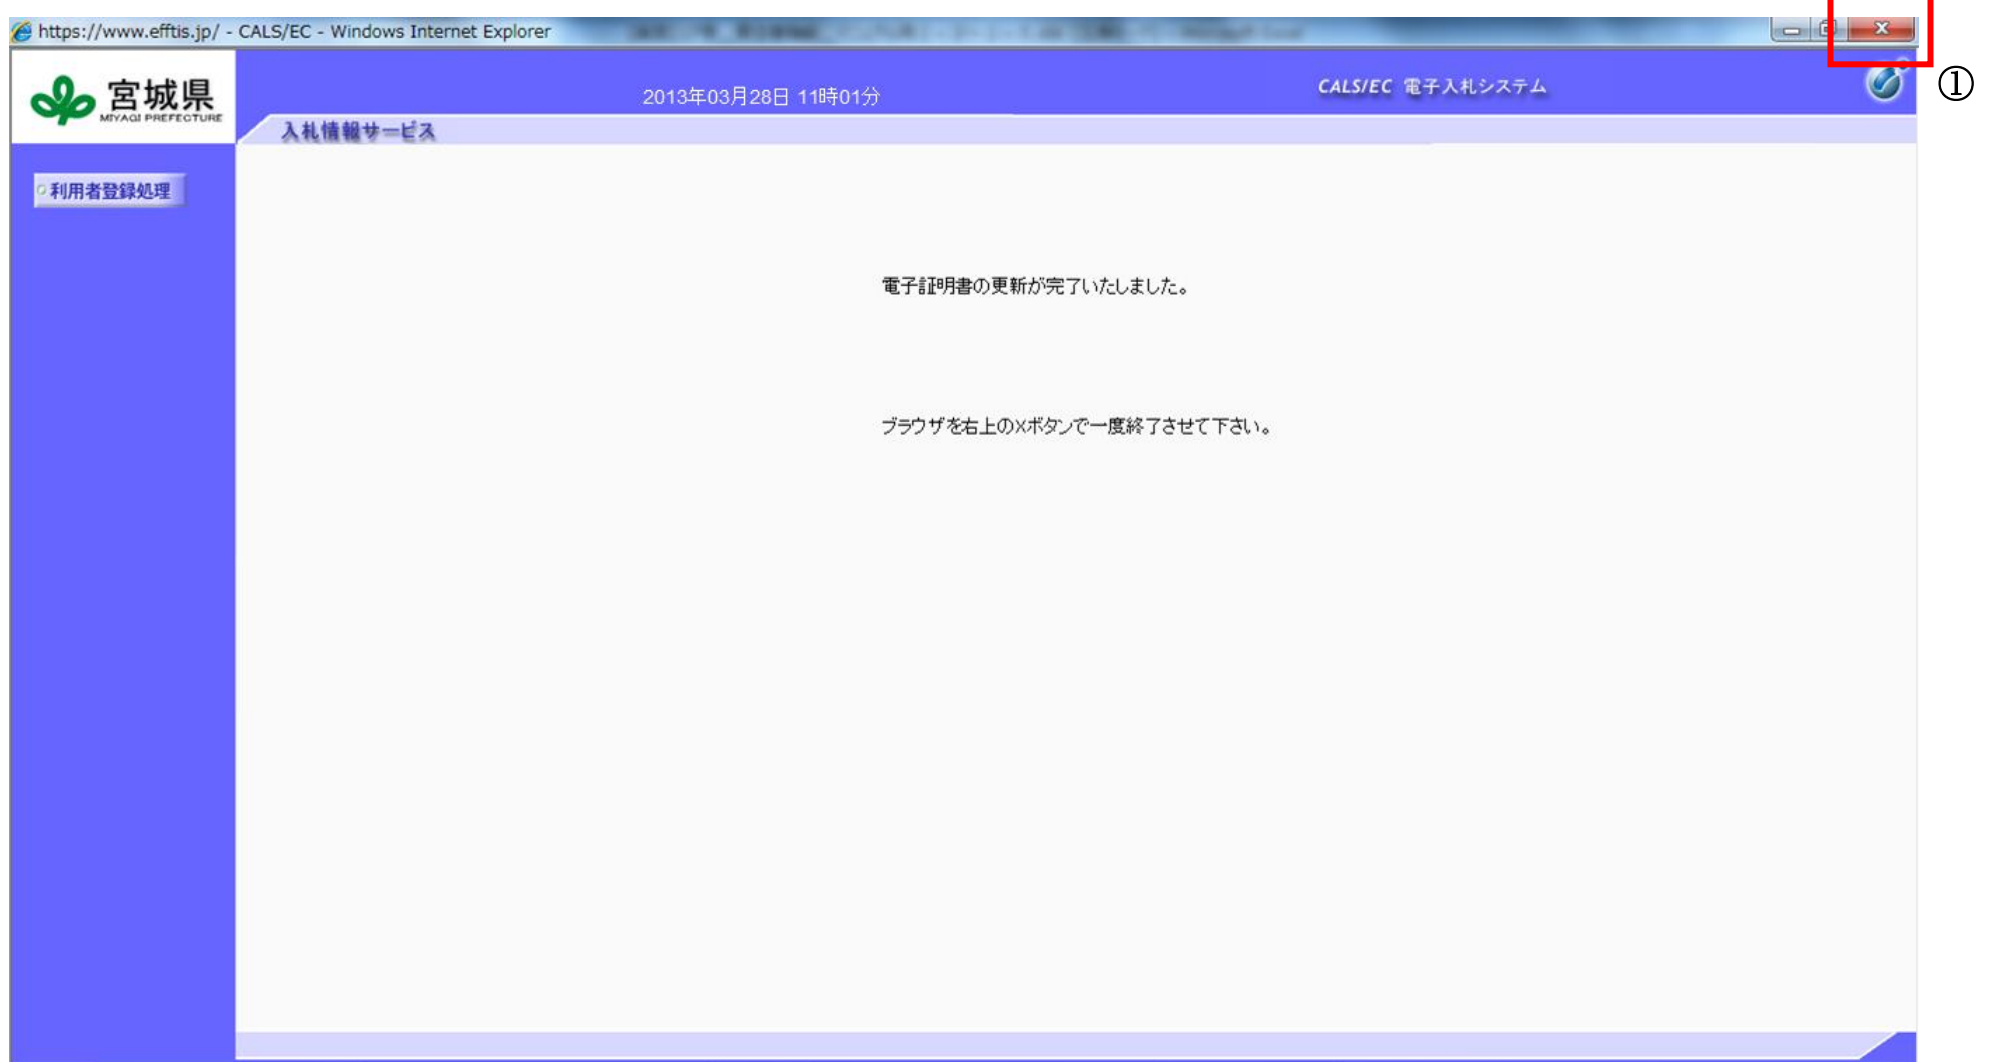 https://www.efftis.jp/ - CALS/EC - Windows Internet Explorer
宮城県
MIYAGI PREFECTURE
2013年03月28日 11時01分
CALS/EC 電子入札システム
①
入札情報サービス
利用者登録処理
電子証明書の更新が完了いたしました。
ブラウザを右上の×ボタンで一度終了させて下さい。